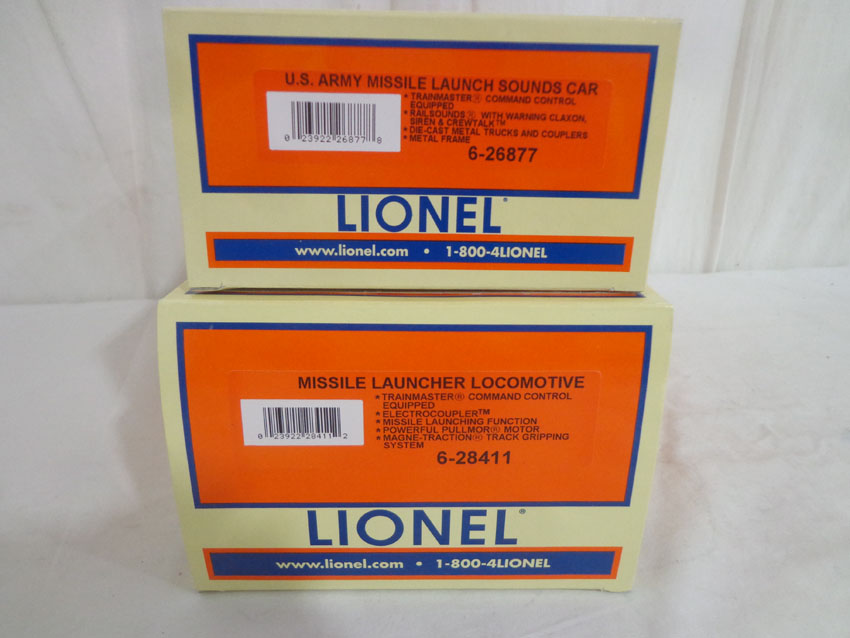 U.S. ARMY MISSILE LAUNCH SOUNDS CAR
* TRAINMASTER® COMMAND CONTROL
EQUIPPED
* RAILSOUNDS® WITH WARNING CLAXON,
SIREN & CREWTALK™
* DIE-CAST METAL TRUCKS AND COUPLERS
* METAL FRAME
0 23922 26877 8
6-26877
LIONEL®
www.lionel.com • 1-800-4LIONEL
MISSILE LAUNCHER LOCOMOTIVE
* TRAINMASTER® COMMAND CONTROL
EQUIPPED
* ELECTROCOUPLER™
* MISSILE LAUNCHING FUNCTION
* POWERFUL PULLMOR® MOTOR
* MAGNE-TRACTION® TRACK GRIPPING
SYSTEM
0 23922 28411 2
6-28411
LIONEL®
www.lionel.com • 1-800-4LIONEL